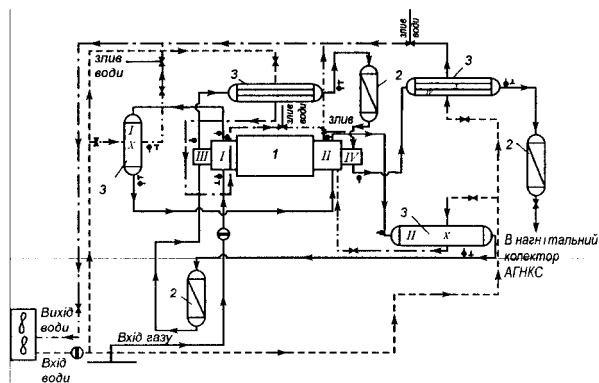 злив
води
злив
води
3
злив
води
злив
2
3
I
x
3
III
I
1
II
IV
2
3
II
x
В нагнітальний
колектор
АГНКС
2
Вихід
води
Вхід газу
Вхід
води